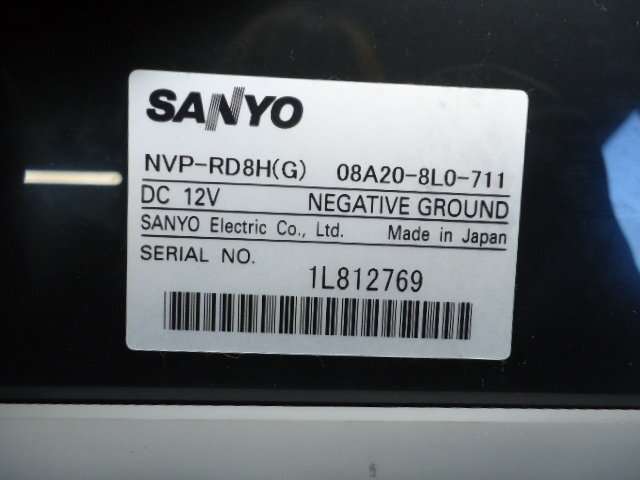 SANYO
NVP-RD8H(G) 08A20-8L0-711
DC 12V NEGATIVE GROUND
SANYO Electric Co., Ltd. Made in Japan
SERIAL NO.
1L812769